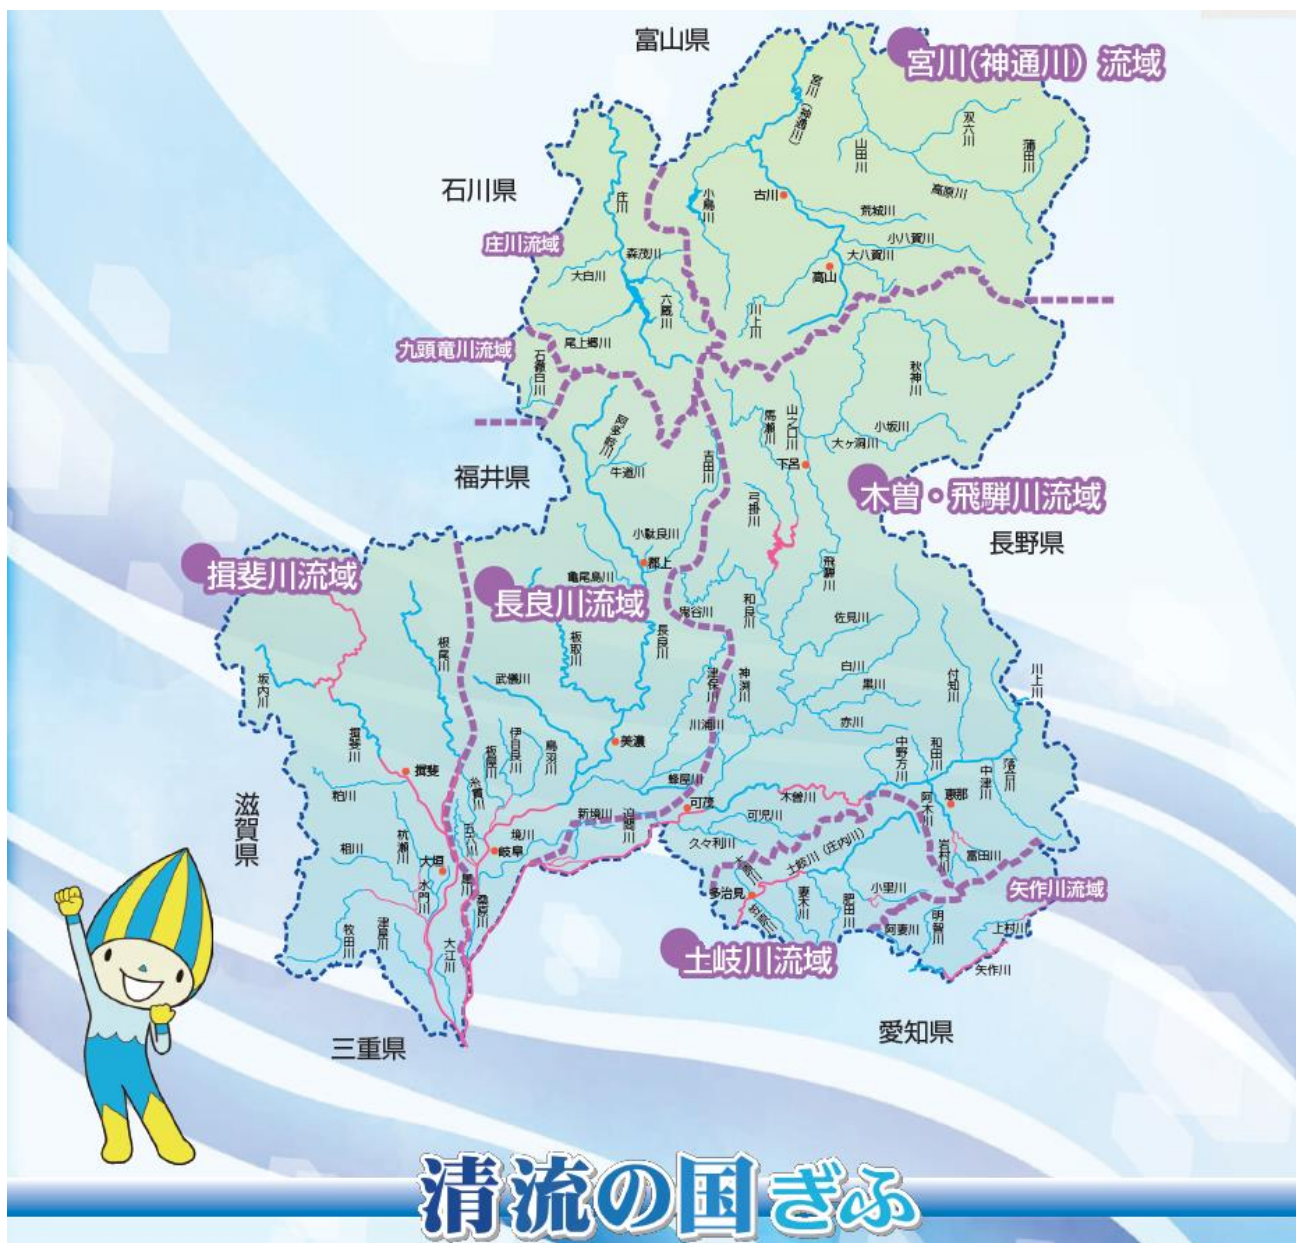 富山県
宮川(神通川)流域
宮川(神通川)
双六川
山田川
蒲田川
石川県
庄川
小鳥川
古川
高原川
荒城川
庄川流域
森茂川
小八賀川
大八賀川
大白川
高山
六厩川
川上川
尾上郷川
九頭竜川流域
石徹白川
秋神川
阿多岐川
馬瀬川
山之口川
小坂川
大ヶ洞川
吉田川
牛道川
下呂
福井県
弓掛川
木曽・飛騨川流域
小駄良川
長野県
郡上
飛騨川
揖斐川流域
亀尾島川
長良川流域
鬼谷川
和良川
佐見川
根尾川
板取川
長良川
白川
坂内川
武儀川
津保川
神渕川
黒川
付知川
川上川
川浦川
赤川
揖斐川
伊自良川
鳥羽川
美濃
中野方川
和田川
板屋川
揖斐
蜂屋川
中津川
落合川
粕川
糸貫川
木曽川
阿木川
恵那
滋賀県
新境川
迫間川
可茂
可児川
五六川
境川
杭瀬川
相川
岐阜
久々利川
土岐川(庄内川)
岩村川
富田川
大垣
水門川
大原川
多治見
妻木川
肥田川
小里川
矢作川流域
桑原川
牧田川
津屋川
阿妻川
明智川
上村川
大江川
土岐川流域
矢作川
愛知県
三重県
清流の国ぎふ